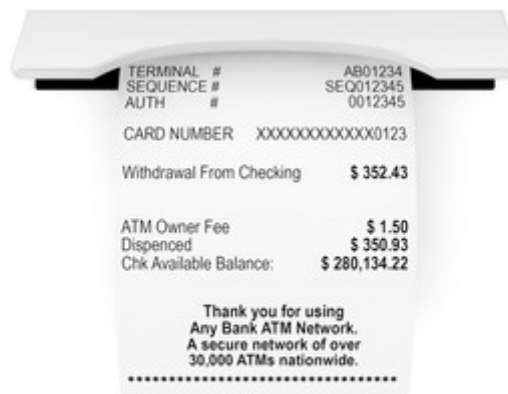 TERMINAL # AB01234
SEQUENCE # SEQ012345
AUTH # 0012345
CARD NUMBER XXXXXXXXXXXX0123
Withdrawal From Checking $ 352.43
ATM Owner Fee $ 1.50
Dispenced $ 350.93
Chk Available Balance: $ 280,134.22
Thank you for using
Any Bank ATM Network.
A secure network of over
30,000 ATMs nationwide.